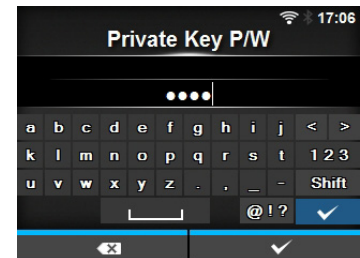 17:06
Private Key P/W
●●●●
a b c d e f g h i j < >
k l m n o p q r s t 1 2 3
u v w x y z . , _ - Shift
@ ! ?